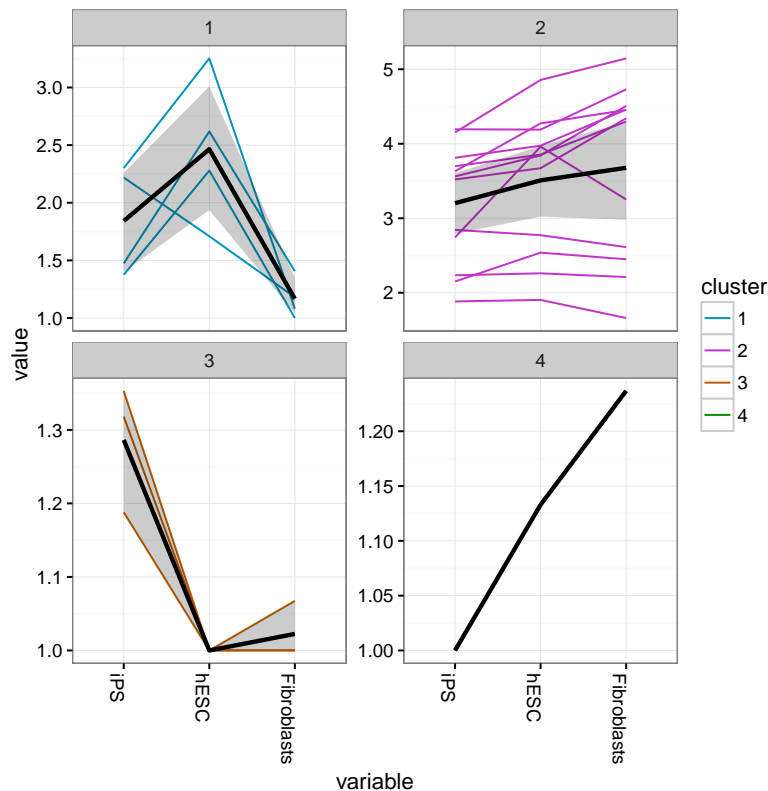 1
2
3.0
2.5
2.0
1.5
1.0
5
4
3
2
value
3
4
1.3
1.2
1.1
1.0
1.20
1.15
1.10
1.05
1.00
iPS
hESC
Fibroblasts
iPS
hESC
Fibroblasts
variable
cluster
1
2
3
4